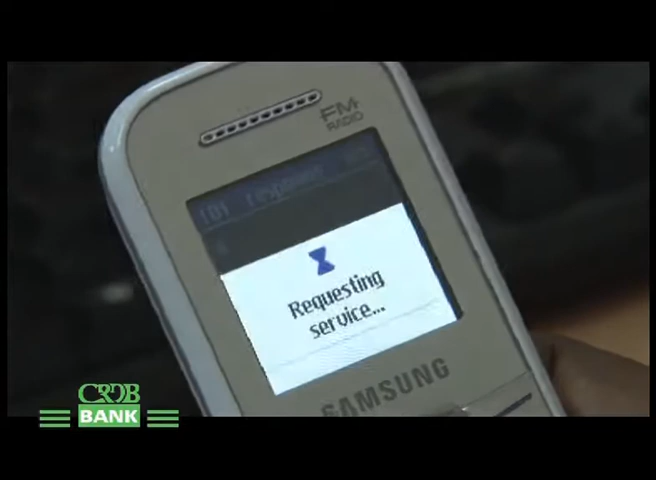 FM
RADIO
Requesting
service...
SAMSUNG
CRDB
BANK